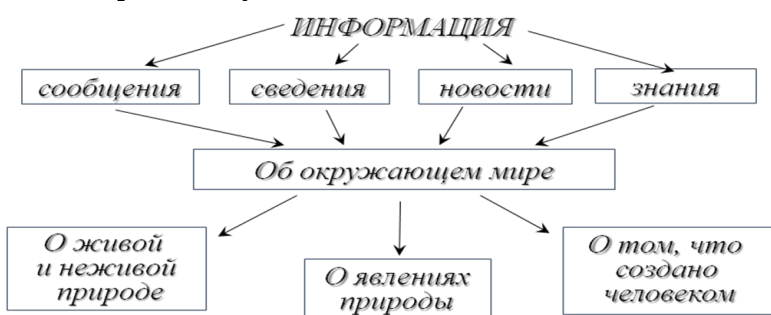 ИНФОРМАЦИЯ
сообщения сведения новости знания
Об окружающем мире
О живой
и неживой
природе
О явлениях
природы
О том, что
создано
человеком